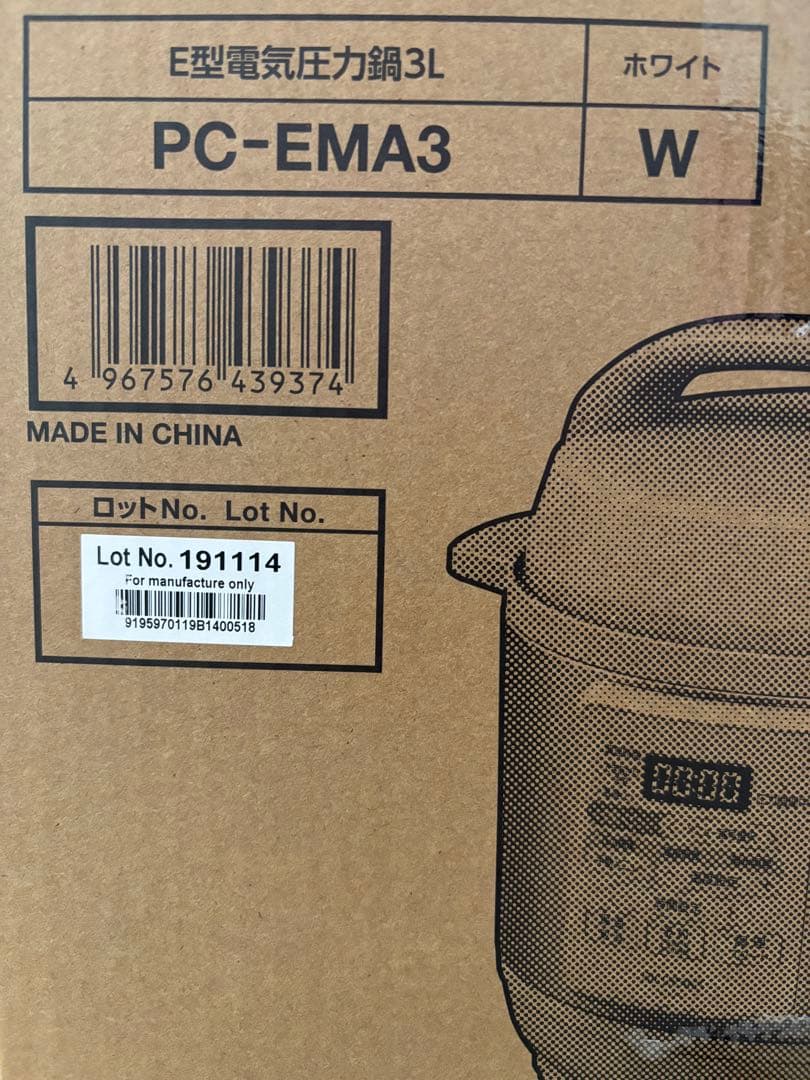 E型電気圧力鍋3L
ホワイト
PC-EMA3
W
4 967576 439374
MADE IN CHINA
ロットNo. Lot No.
Lot No. 191114
For manufacture only
9195970119B1400518